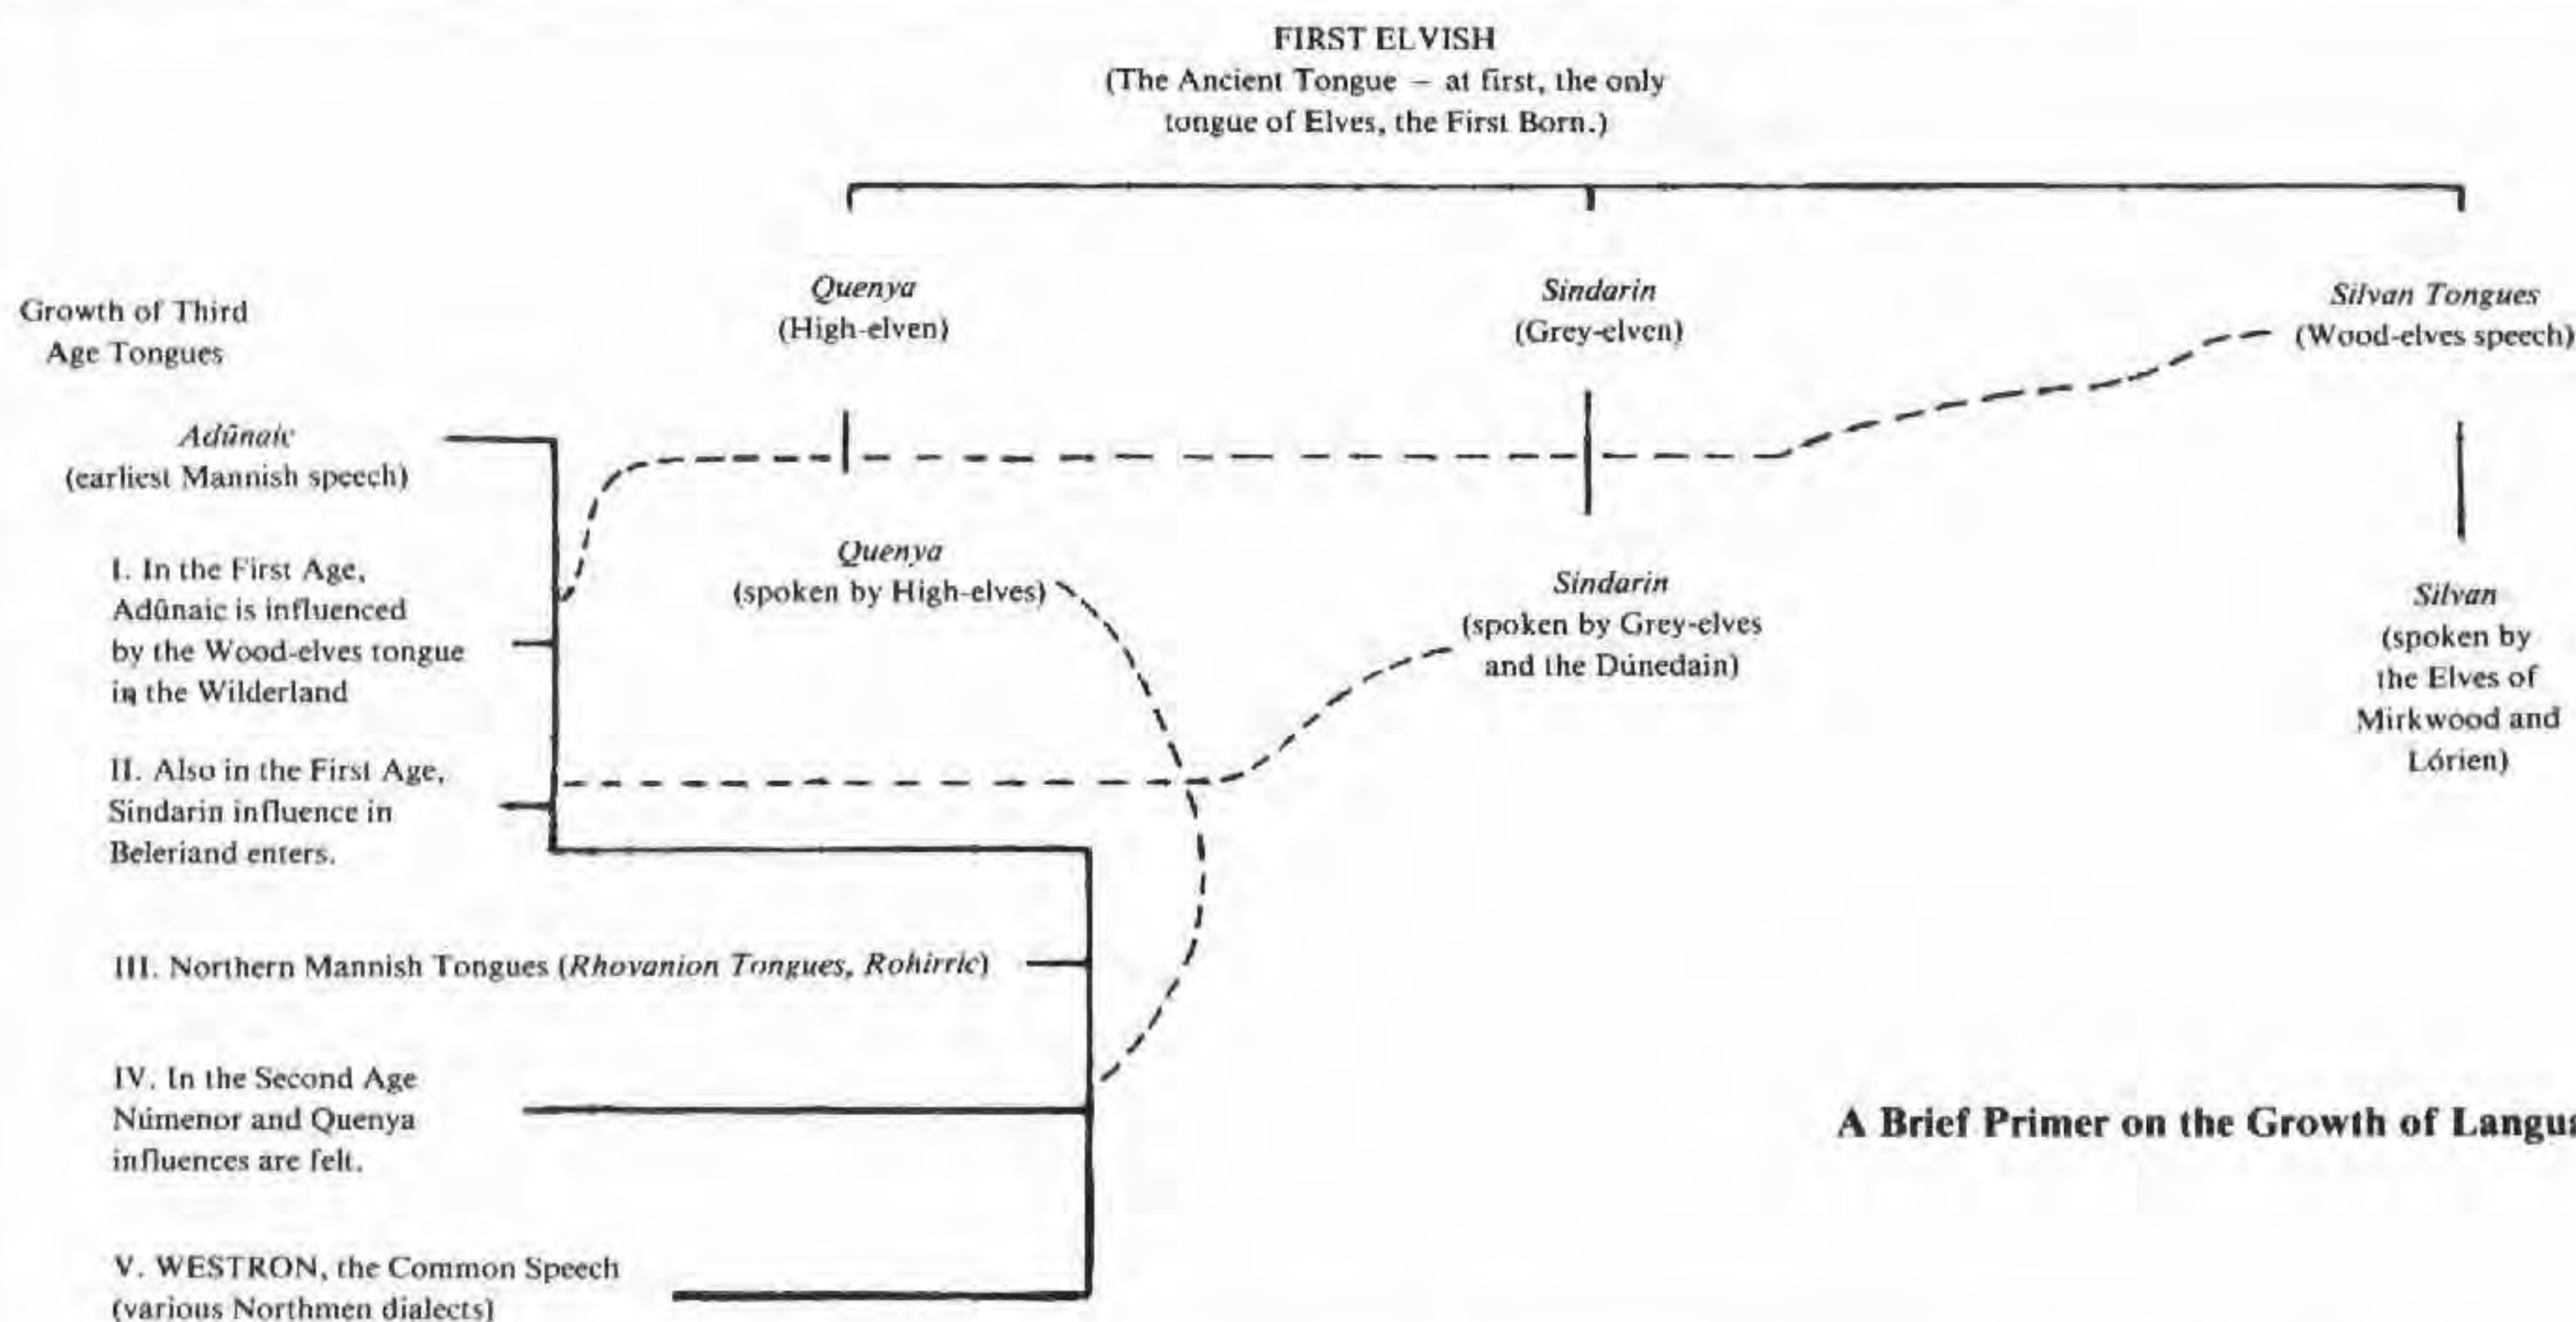 FIRST ELVISH
(The Ancient Tongue – at first, the only
tongue of Elves, the First Born.)
Quenya
(High-elven)
Sindarin
(Grey-elven)
Silvan Tongues
(Wood-elves speech)
Growth of Third
Age Tongues
Adûnaic
(earliest Mannish speech)
I. In the First Age,
Adûnaic is influenced
by the Wood-elves tongue
in the Wilderland
Quenya
(spoken by High-elves)
Sindarin
(spoken by Grey-elves
and the Dúnedain)
Silvan
(spoken by
the Elves of
Mirkwood and
Lórien)
II. Also in the First Age,
Sindarin influence in
Beleriand enters.
III. Northern Mannish Tongues (Rhovanion Tongues, Rohirric)
IV. In the Second Age
Númenor and Quenya
influences are felt.
A Brief Primer on the Growth of Langua
V. WESTRON, the Common Speech
(various Northmen dialects)